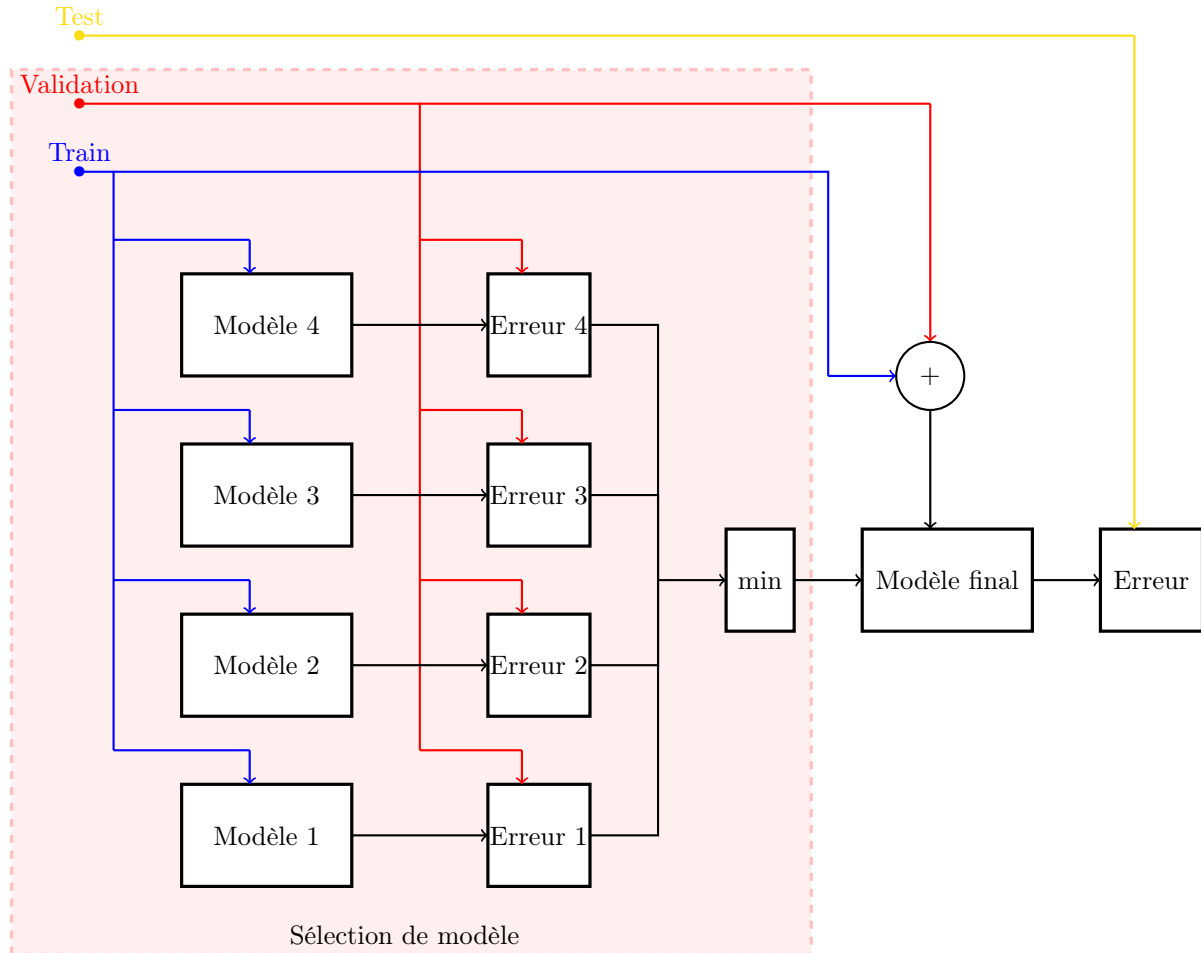 Test
Validation
Train
Modèle 4
Erreur 4
+
Modèle 3
Erreur 3
min
Modèle final
Erreur
Modèle 2
Erreur 2
Modèle 1
Erreur 1
Sélection de modèle